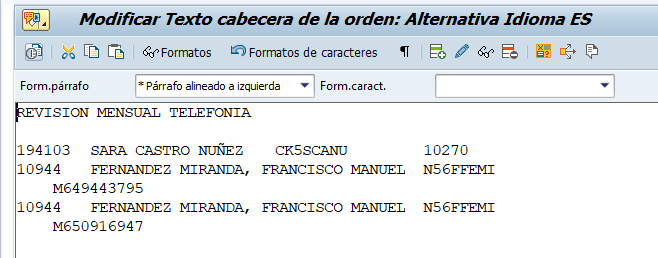 Modificar Texto cabecera de la orden: Alternativa Idioma ES
Formatos Formatos de caracteres ¶
Form.párrafo * Párrafo alineado a izquierda Form.caract.
REVISION MENSUAL TELEFONIA
194103 SARA CASTRO NUÑEZ CK5SCANU 10270
10944 FERNANDEZ MIRANDA, FRANCISCO MANUEL N56FFEMI
M649443795
10944 FERNANDEZ MIRANDA, FRANCISCO MANUEL N56FFEMI
M650916947